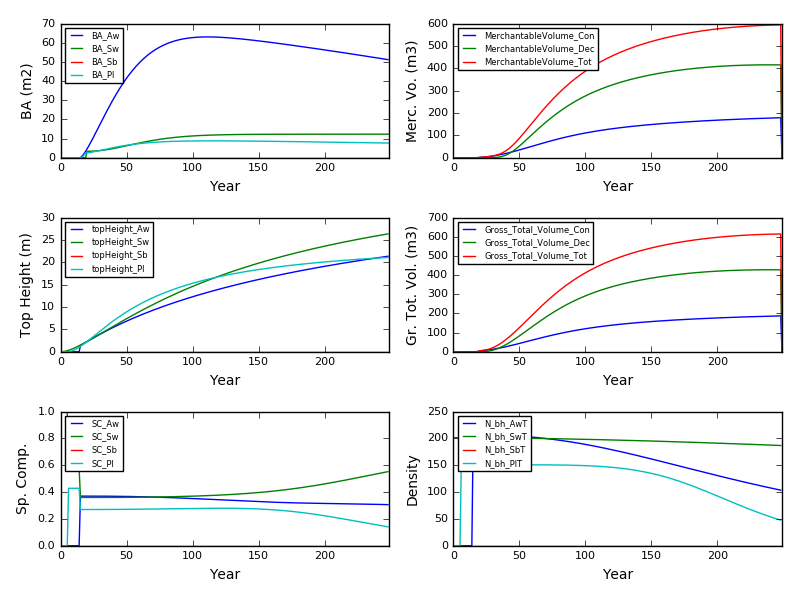 70
60
50
40
30
20
10
0
BA (m2)
BA_Aw
BA_Sw
BA_Sb
BA_Pl
0 50 100 150 200
Year
600
500
400
300
200
100
0
Merc. Vo. (m3)
MerchantableVolume_Con
MerchantableVolume_Dec
MerchantableVolume_Tot
0 50 100 150 200
Year
30
25
20
15
10
5
0
Top Height (m)
topHeight_Aw
topHeight_Sw
topHeight_Sb
topHeight_Pl
0 50 100 150 200
Year
700
600
500
400
300
200
100
0
Gr. Tot. Vol. (m3)
Gross_Total_Volume_Con
Gross_Total_Volume_Dec
Gross_Total_Volume_Tot
0 50 100 150 200
Year
1.0
0.8
0.6
0.4
0.2
0.0
Sp. Comp.
SC_Aw
SC_Sw
SC_Sb
SC_Pl
0 50 100 150 200
Year
250
200
150
100
50
0
Density
N_bh_AwT
N_bh_SwT
N_bh_SbT
N_bh_PlT
0 50 100 150 200
Year